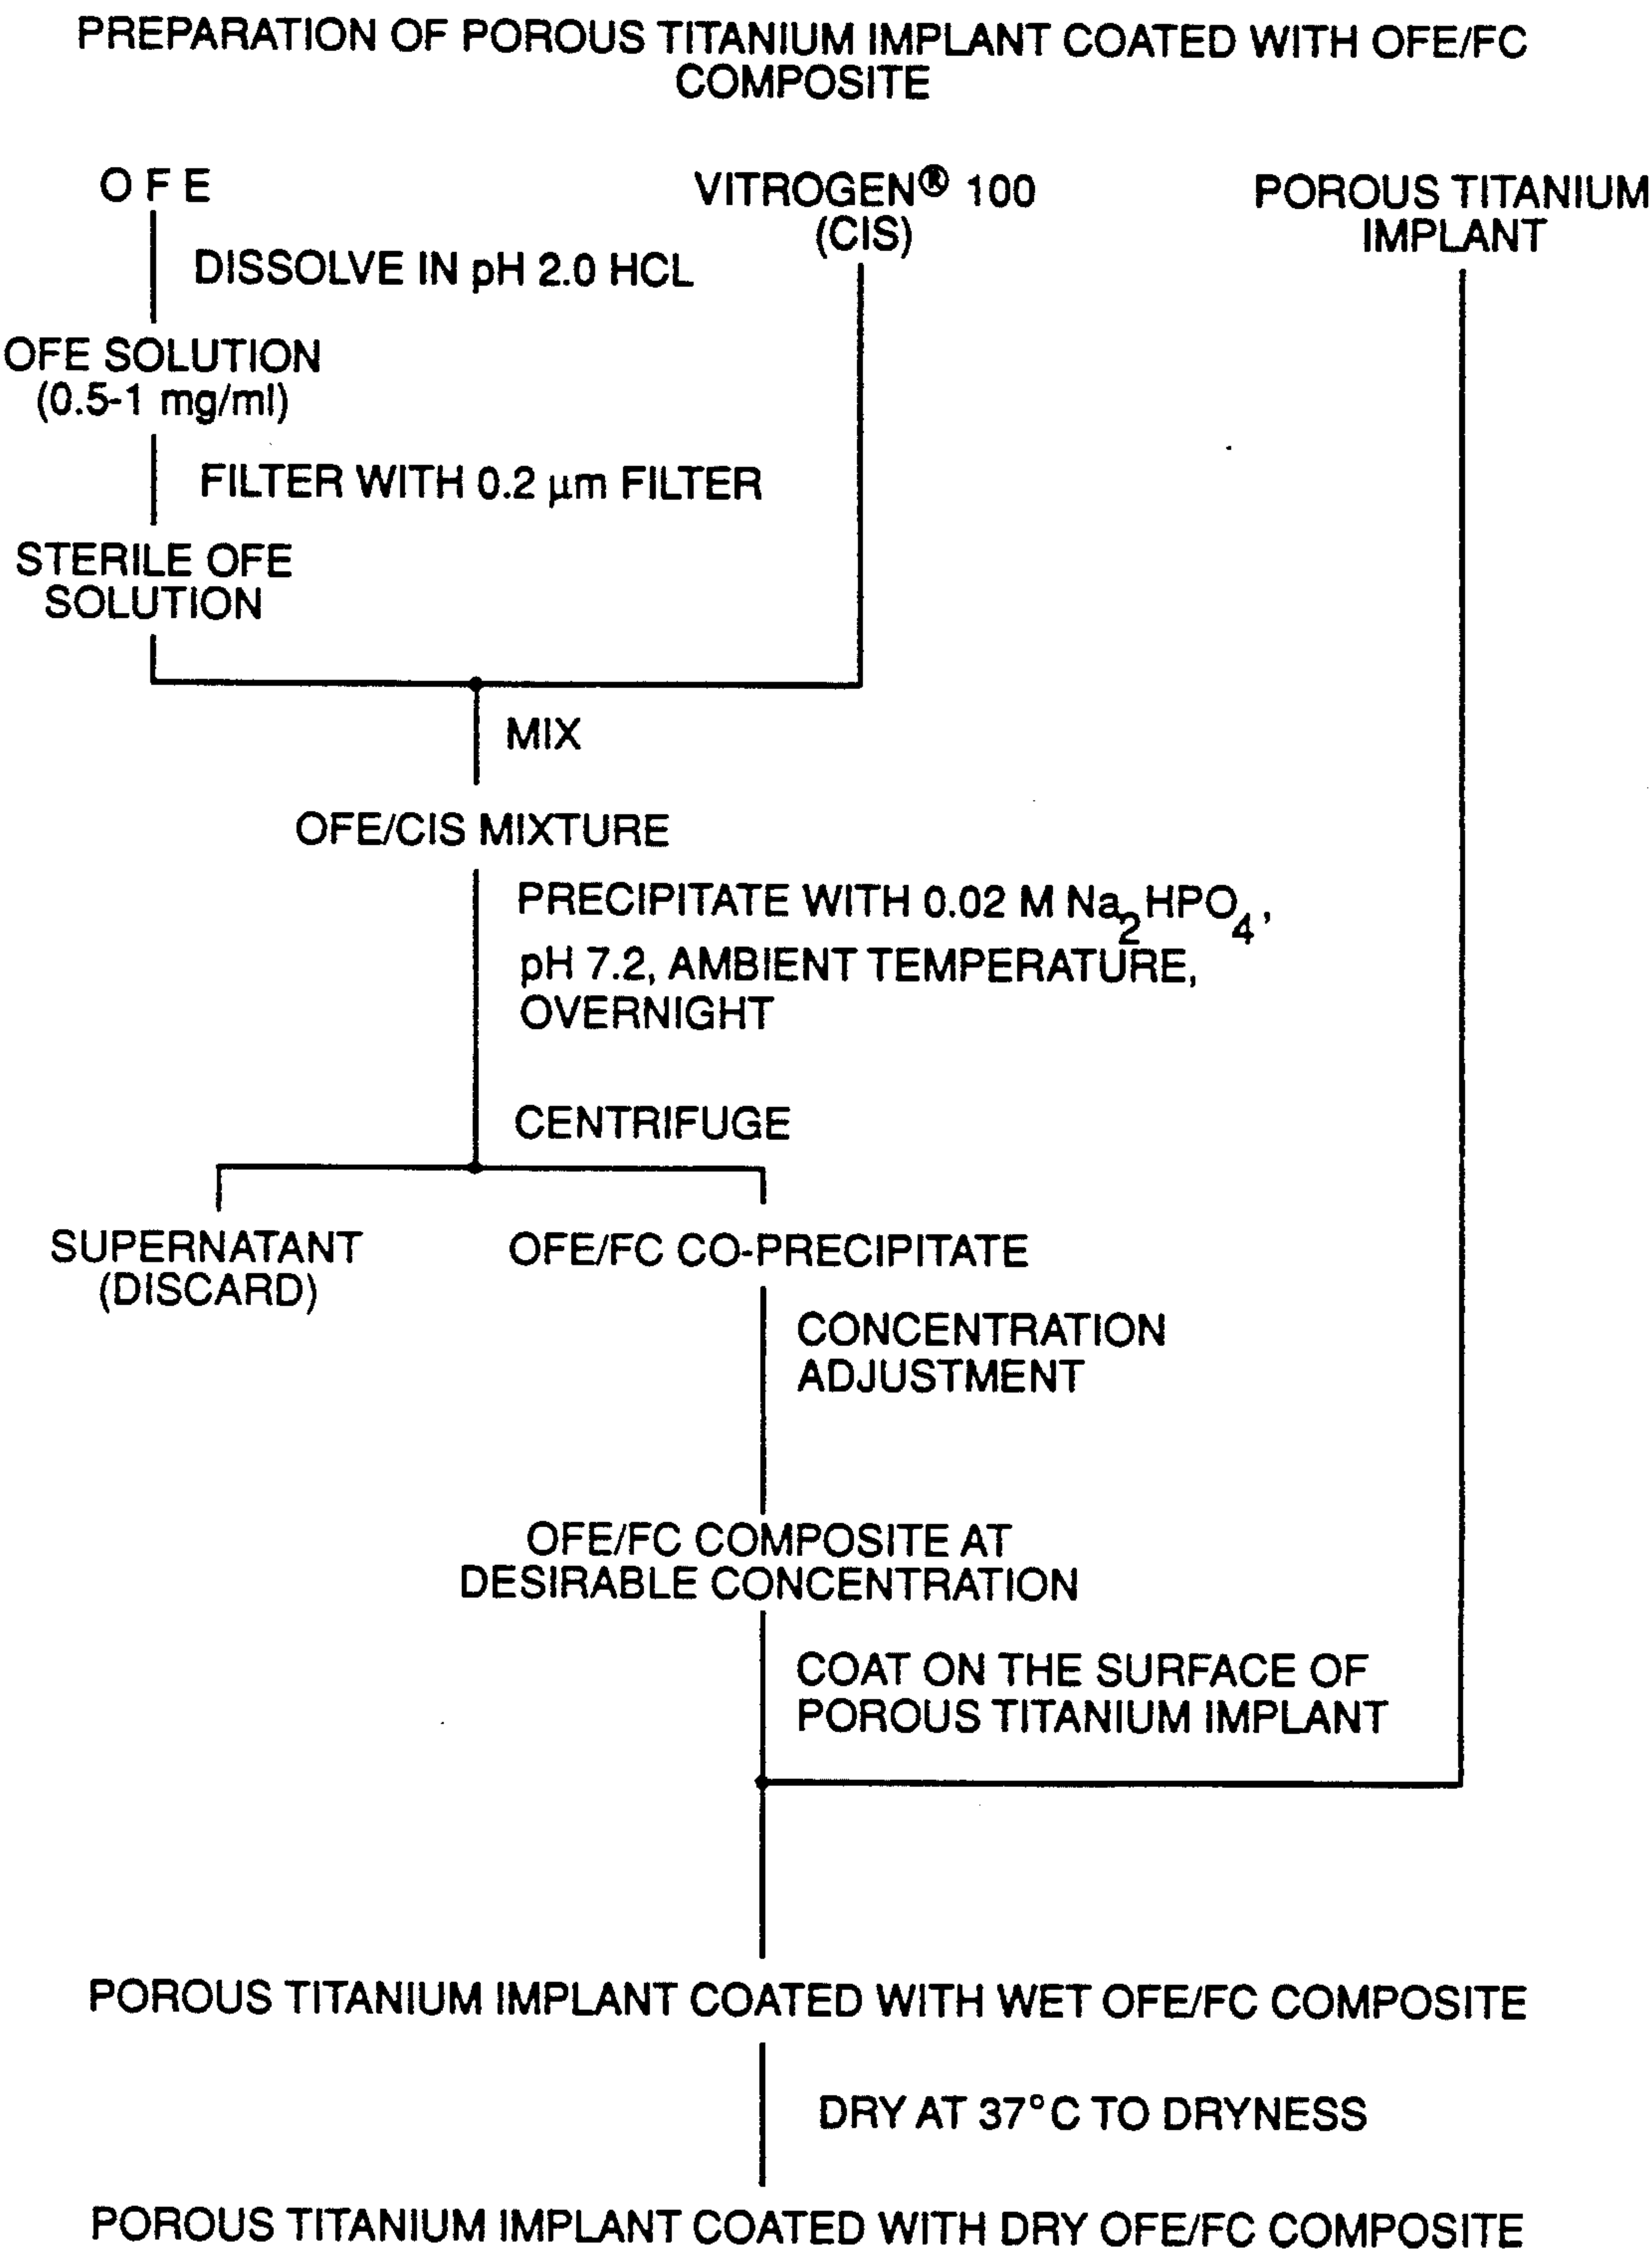 PREPARATION OF POROUS TITANIUM IMPLANT COATED WITH OFE/FC
COMPOSITE
O F E
VITROGEN® 100
(CIS)
POROUS TITANIUM
IMPLANT
DISSOLVE IN pH 2.0 HCL
OFE SOLUTION
(0.5-1 mg/ml)
FILTER WITH 0.2 µm FILTER
STERILE OFE
SOLUTION
MIX
OFE/CIS MIXTURE
PRECIPITATE WITH 0.02 M Na₂HPO₄,
pH 7.2, AMBIENT TEMPERATURE,
OVERNIGHT
CENTRIFUGE
SUPERNATANT
(DISCARD)
OFE/FC CO-PRECIPITATE
CONCENTRATION
ADJUSTMENT
OFE/FC COMPOSITE AT
DESIRABLE CONCENTRATION
COAT ON THE SURFACE OF
POROUS TITANIUM IMPLANT
POROUS TITANIUM IMPLANT COATED WITH WET OFE/FC COMPOSITE
DRY AT 37°C TO DRYNESS
POROUS TITANIUM IMPLANT COATED WITH DRY OFE/FC COMPOSITE